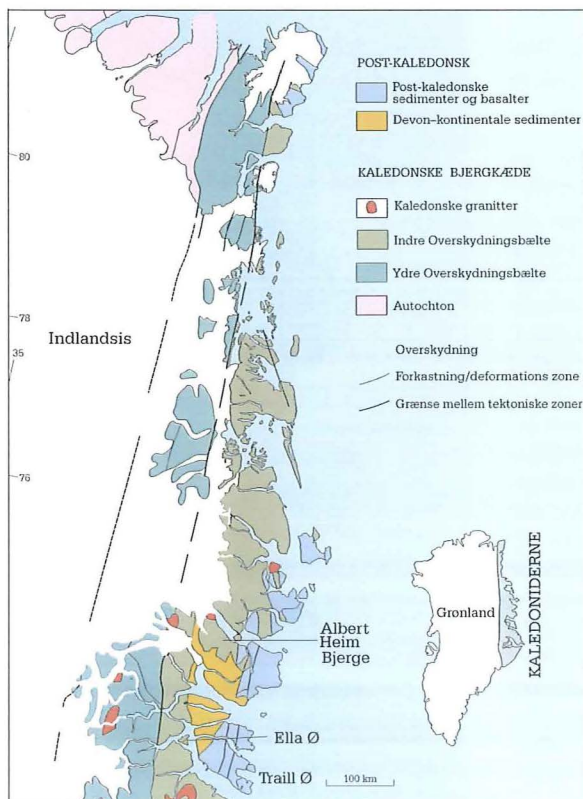 POST-KALEDONSK
Post-kaledonske
sedimenter og basalter
Devon-kontinentale sedimenter
KALEDONSKE BJERGKÆDE
Kaledonske granitter
Indre Overskydningsbælte
Ydre Overskydningsbælte
Autochton
Overskydning
Forkastning/deformations zone
Grænse mellem tektoniske zoner
80
78
35
76
Indlandsis
Albert
Heim
Bjerge
Ella Ø
Traill Ø
100 km
Grønland
KALEDONIDERNE